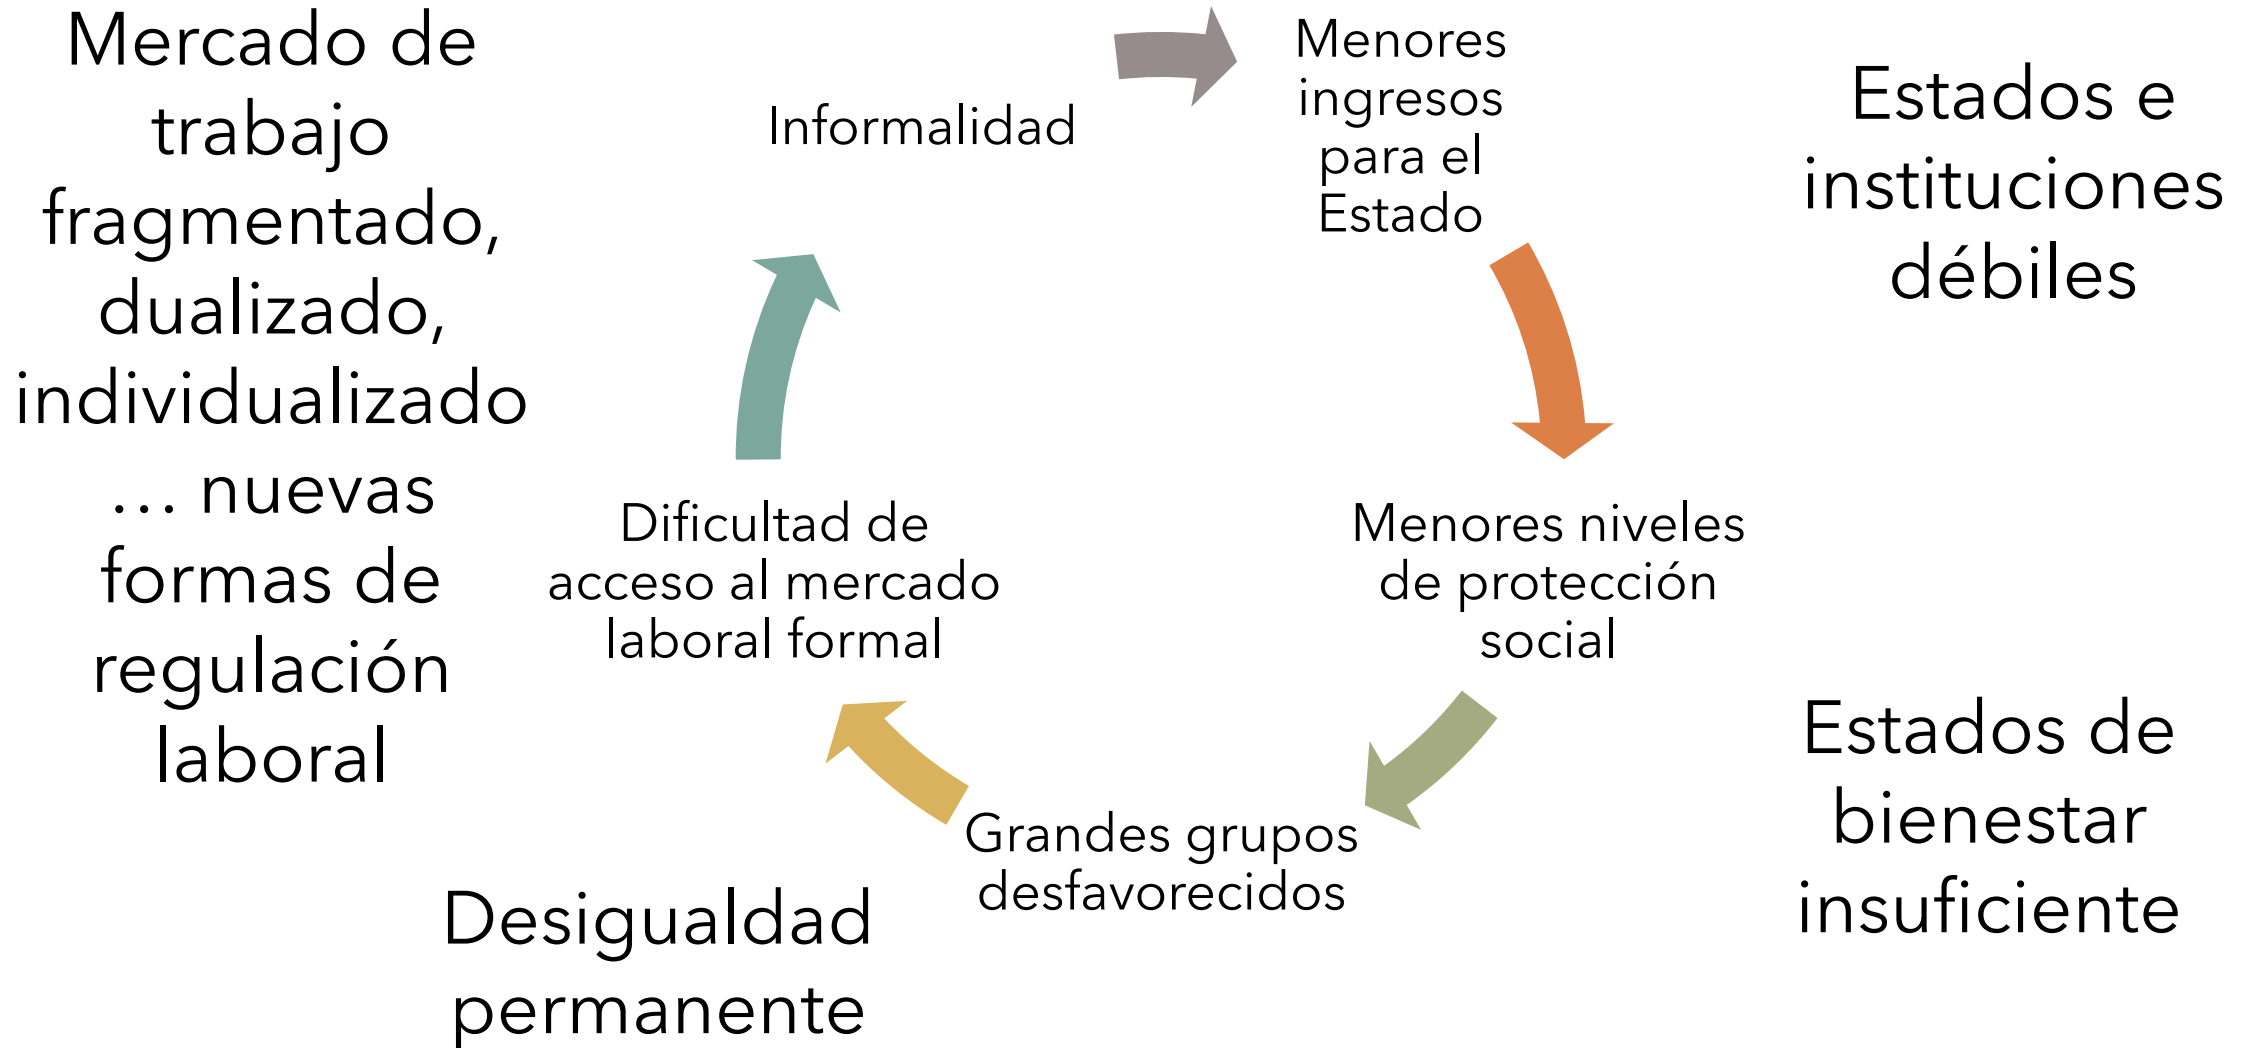 Mercado de
trabajo
fragmentado,
dualizado,
individualizado
… nuevas
formas de
regulación
laboral
Informalidad
Menores
ingresos
para el
Estado
Estados e
instituciones
débiles
Dificultad de
acceso al mercado
laboral formal
Menores niveles
de protección
social
Grandes grupos
desfavorecidos
Estados de
bienestar
insuficiente
Desigualdad
permanente